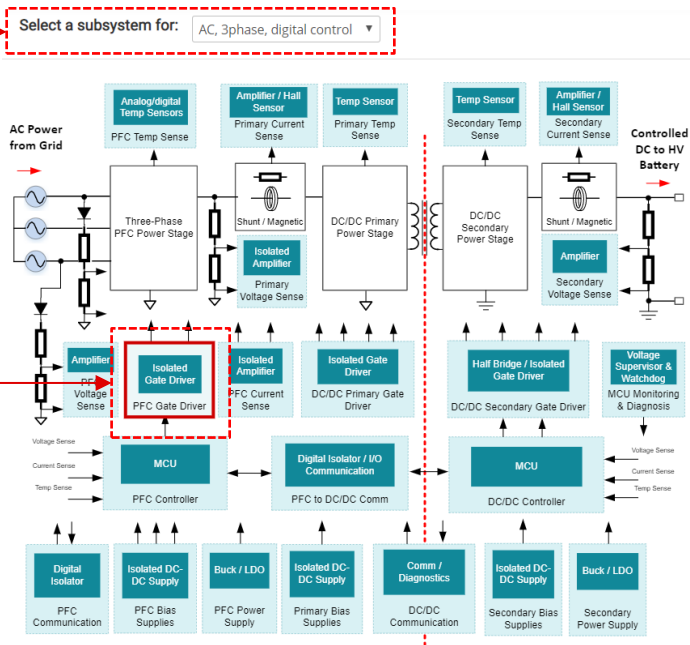 Select a subsystem for: AC, 3phase, digital control
AC Power
from Grid
Analog/digital
Temp Sensors
PFC Temp Sense
Amplifier / Hall
Sensor
Primary Current
Sense
Temp Sensor
Primary Temp
Sense
Temp Sensor
Secondary Temp
Sense
Amplifier /
Hall Sensor
Secondary
Current Sense
Controlled
DC to HV
Battery
Three-Phase
PFC Power Stage
Shunt / Magnetic
DC/DC Primary
Power Stage
DC/DC
Secondary
Power Stage
Shunt / Magnetic
Isolated
Amplifier
Primary
Voltage Sense
Amplifier
Secondary
Voltage Sense
Amplifier
PFC
Voltage
Sense
Isolated
Gate Driver
PFC Gate Driver
Isolated
Amplifier
PFC Current
Sense
Isolated Gate
Driver
DC/DC Primary Gate
Driver
Half Bridge / Isolated
Gate Driver
DC/DC Secondary Gate Driver
Voltage
Supervisor &
Watchdog
MCU Monitoring
& Diagnosis
Voltage Sense
Current Sense
Temp Sense
MCU
PFC Controller
Digital Isolator / I/O
Communication
PFC to DC/DC Comm
MCU
DC/DC Controller
Voltage Sense
Current Sense
Temp Sense
Digital
Isolator
PFC
Communication
Isolated DC-
DC Supply
PFC Bias
Supplies
Buck / LDO
PFC Power
Supply
Isolated DC-
DC Supply
Primary Bias
Supplies
Comm /
Diagnostics
DC/DC
Communication
Isolated DC-
DC Supply
Secondary Bias
Supplies
Buck / LDO
Secondary
Power Supply